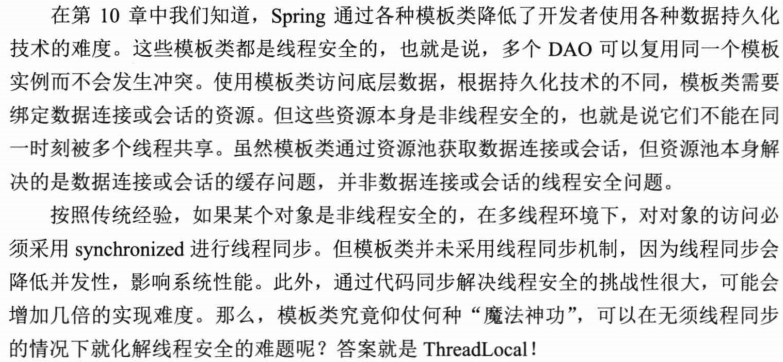 在第 10 章中我们知道，Spring 通过各种模板类降低了开发者使用各种数据持久化
技术的难度。这些模板类都是线程安全的，也就是说，多个 DAO 可以复用同一个模板
实例而不会发生冲突。使用模板类访问底层数据，根据持久化技术的不同，模板类需要
绑定数据连接或会话的资源。但这些资源本身是非线程安全的，也就是说它们不能在同
一时刻被多个线程共享。虽然模板类通过资源池获取数据连接或会话，但资源池本身解
决的是数据连接或会话的缓存问题，并非数据连接或会话的线程安全问题。
按照传统经验，如果某个对象是非线程安全的，在多线程环境下，对对象的访问必
须采用 synchronized 进行线程同步。但模板类并未采用线程同步机制，因为线程同步会
降低并发性，影响系统性能。此外，通过代码同步解决线程安全的挑战性很大，可能会
增加几倍的实现难度。那么，模板类究竟仰仗何种“魔法神功”，可以在无须线程同步
的情况下就化解线程安全的难题呢？答案就是 ThreadLocal！